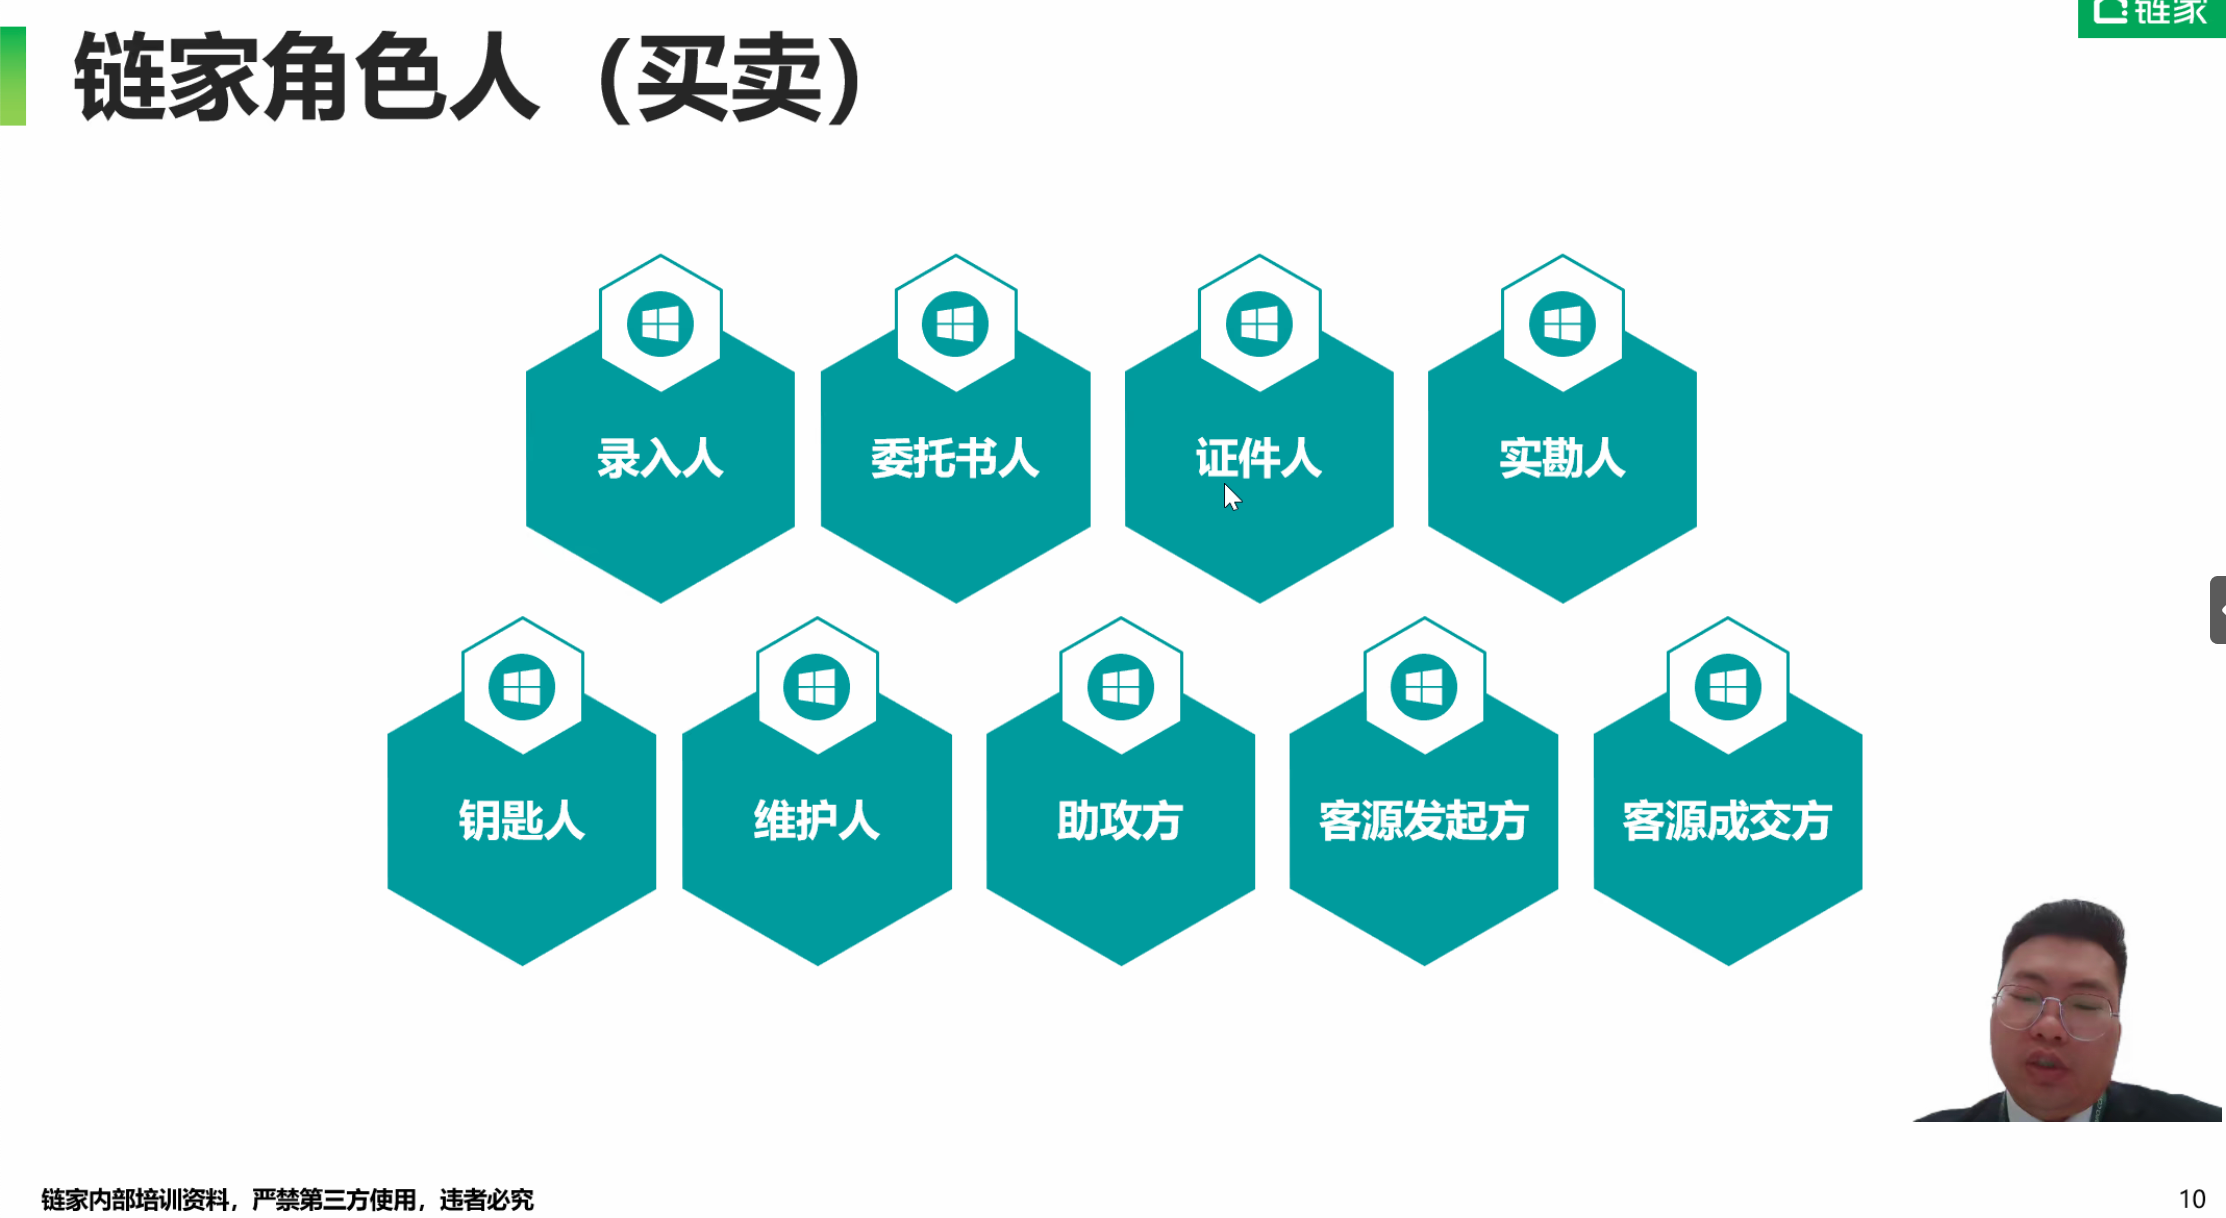 链家
链家角色人（买卖）
录入人
委托书人
证件人
实勘人
钥匙人
维护人
助攻方
客源发起方
客源成交方
链家内部培训资料，严禁第三方使用，违者必究
10